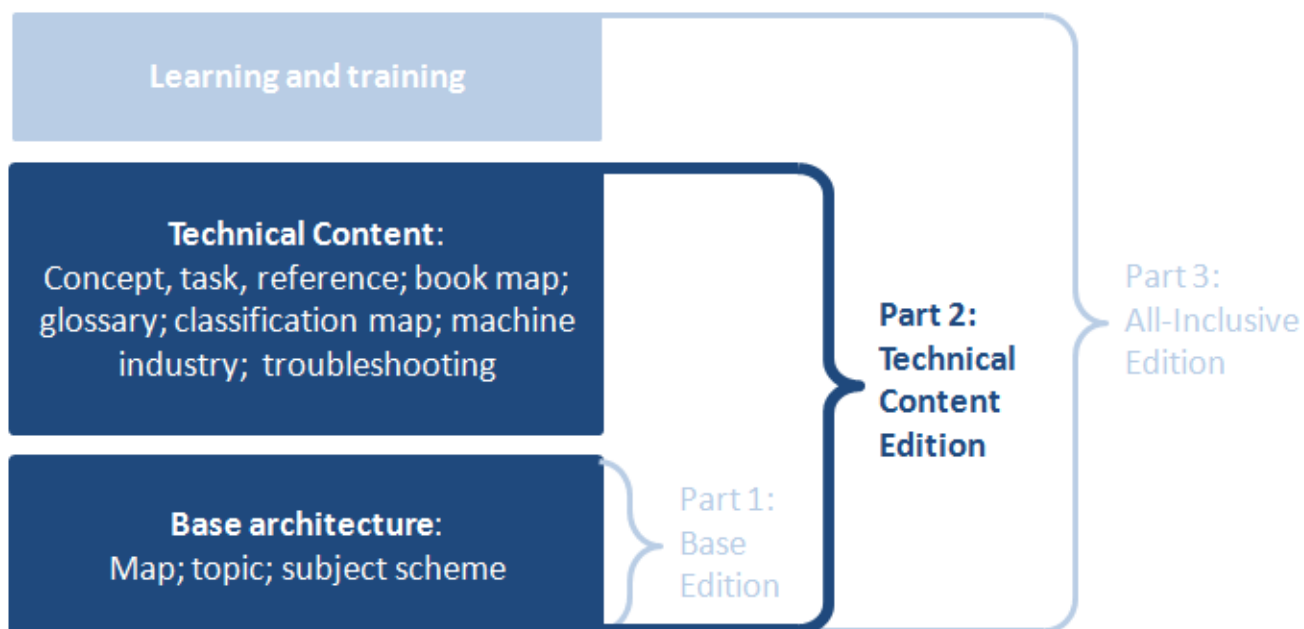 Learning and training
Technical Content:
Concept, task, reference; book map;
glossary; classification map; machine
industry; troubleshooting
Base architecture:
Map; topic; subject scheme
Part 1:
Base
Edition
Part 2:
Technical
Content
Edition
Part 3:
All-Inclusive
Edition